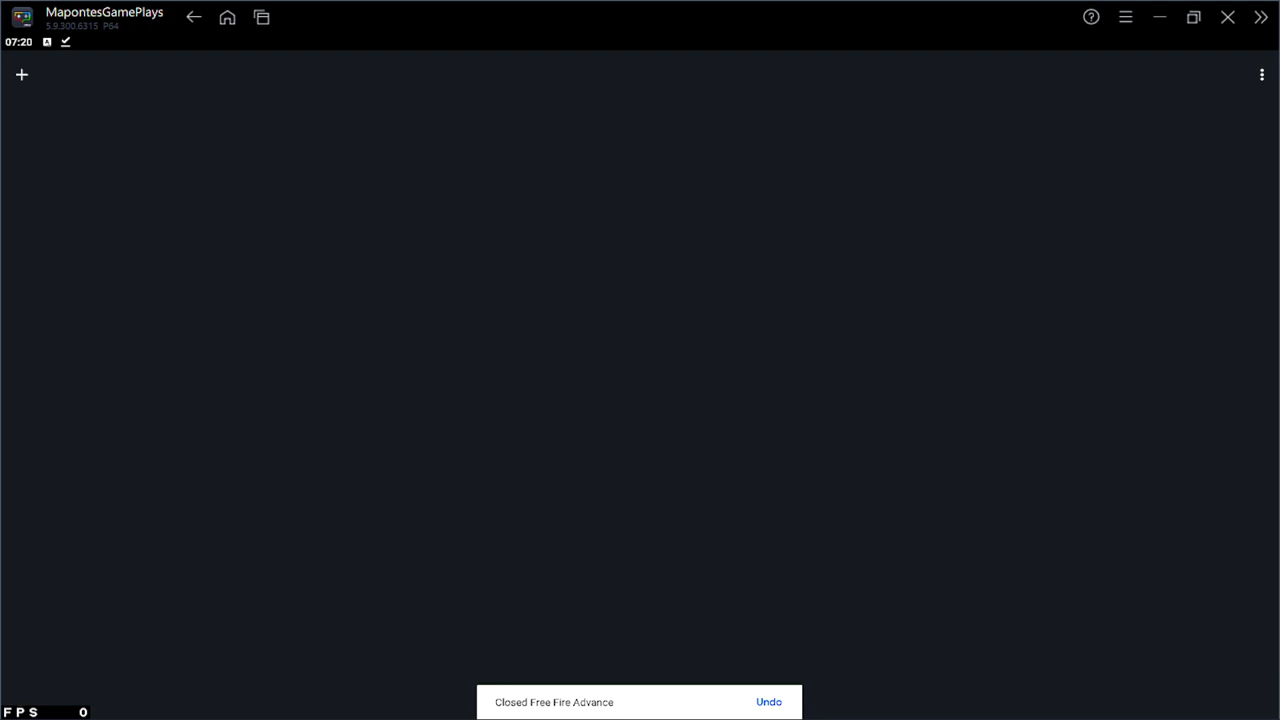 MapontesGamePlays
5.9.300.6315 P64
07:20 A
Closed Free Fire Advance Undo
FPS 0